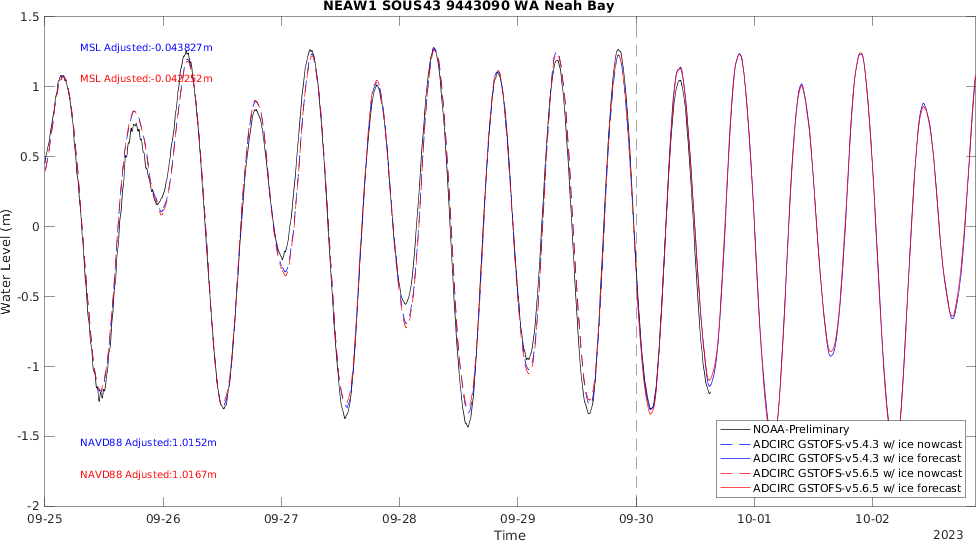 NEAW1 SOUS43 9443090 WA Neah Bay
1.5
1
0.5
0
-0.5
-1
-1.5
-2
Water Level (m)
MSL Adjusted:-0.043827m
MSL Adjusted:-0.042252m
NAVD88 Adjusted:1.0152m
NAVD88 Adjusted:1.0167m
NOAA-Preliminary
ADCIRC GSTOFS-v5.4.3 w/ ice nowcast
ADCIRC GSTOFS-v5.4.3 w/ ice forecast
ADCIRC GSTOFS-v5.6.5 w/ ice nowcast
ADCIRC GSTOFS-v5.6.5 w/ ice forecast
09-25 09-26 09-27 09-28 09-29 09-30 10-01 10-02
Time
2023